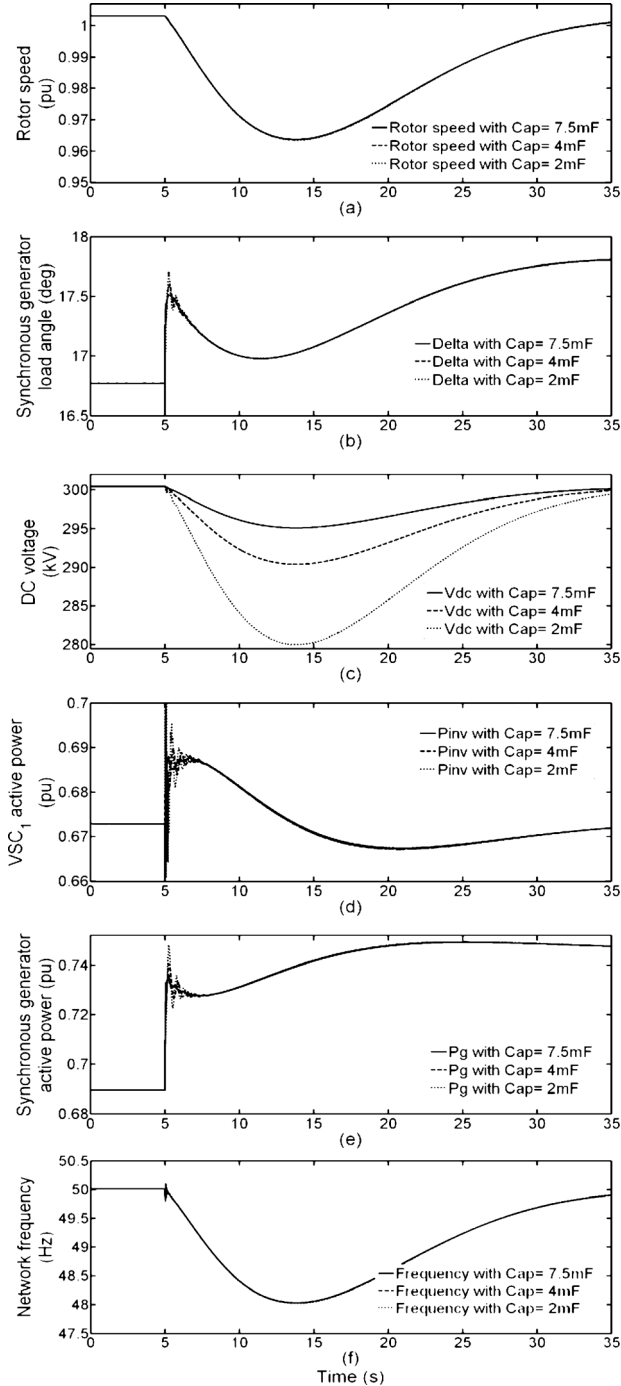 Rotor speed
(pu)
1
0.99
0.98
0.97
0.96
0.95
Rotor speed with Cap= 7.5mF
Rotor speed with Cap= 4mF
Rotor speed with Cap= 2mF
0 5 10 15 20 25 30 35
(a)
Synchronous generator
load angle (deg)
18
17.5
17
16.5
Delta with Cap= 7.5mF
Delta with Cap= 4mF
Delta with Cap= 2mF
0 5 10 15 20 25 30 35
(b)
DC voltage
(kV)
300
295
290
285
280
Vdc with Cap= 7.5mF
Vdc with Cap= 4mF
Vdc with Cap= 2mF
0 5 10 15 20 25 30 35
(c)
VSC1 active power
(pu)
0.7
0.69
0.68
0.67
0.66
Pinv with Cap= 7.5mF
Pinv with Cap= 4mF
Pinv with Cap= 2mF
0 5 10 15 20 25 30 35
(d)
Synchronous generator
active power (pu)
0.74
0.72
0.7
0.68
Pg with Cap= 7.5mF
Pg with Cap= 4mF
Pg with Cap= 2mF
0 5 10 15 20 25 30 35
(e)
Network frequency
(Hz)
50.5
50
49.5
49
48.5
48
47.5
Frequency with Cap= 7.5mF
Frequency with Cap= 4mF
Frequency with Cap= 2mF
0 5 10 15 20 25 30 35
(f)
Time (s)